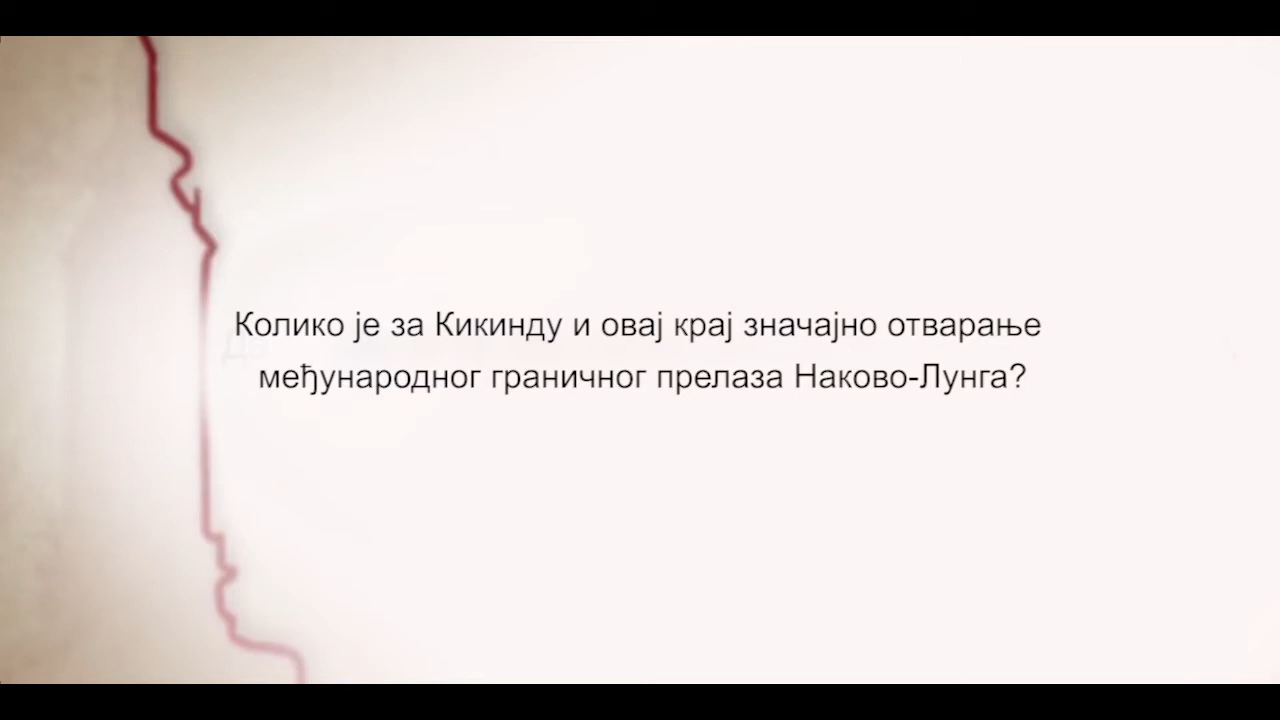 Колико је за Кикинду и овај крај значајно отварање
међународног граничног прелаза Наково-Лунга?